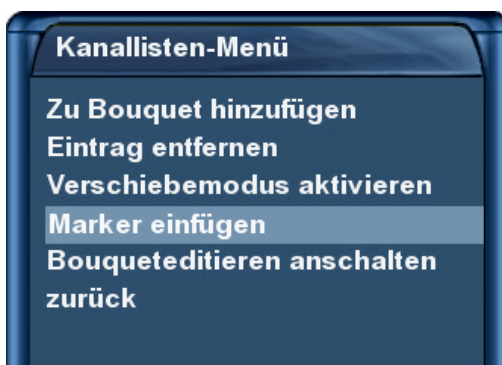 Kanallisten-Menü
Zu Bouquet hinzufügen
Eintrag entfernen
Verschiebemodus aktivieren
Marker einfügen
Bouqueteditieren anschalten
zurück